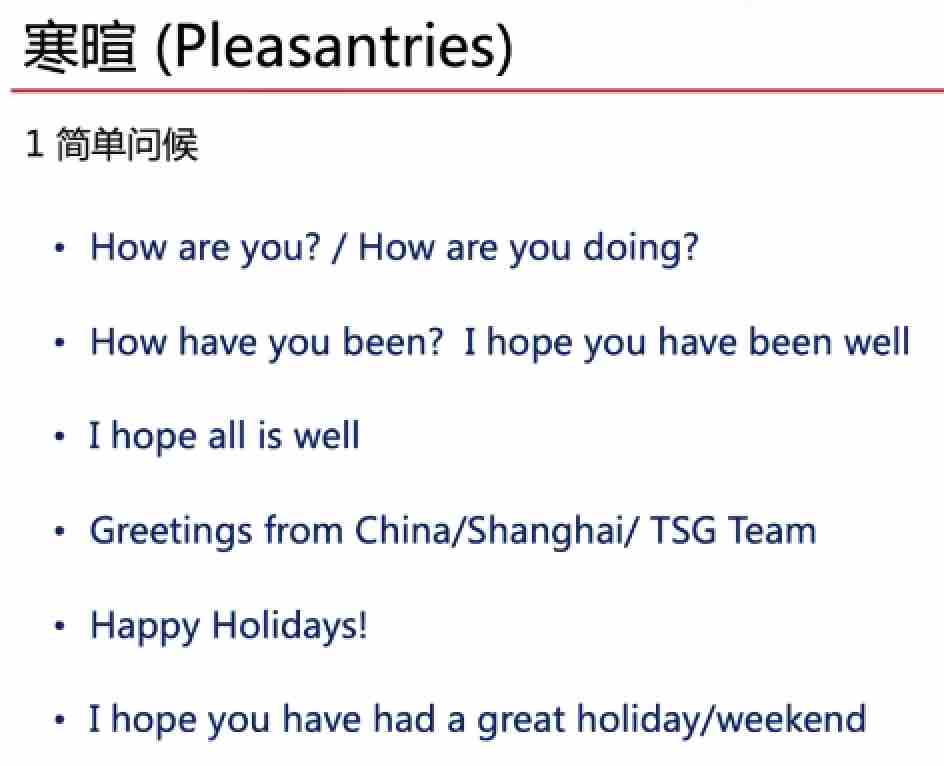 寒暄 (Pleasantries)
1 简单问候
• How are you? / How are you doing?
• How have you been?  I hope you have been well
• I hope all is well
• Greetings from China/Shanghai/ TSG Team
• Happy Holidays!
• I hope you have had a great holiday/weekend